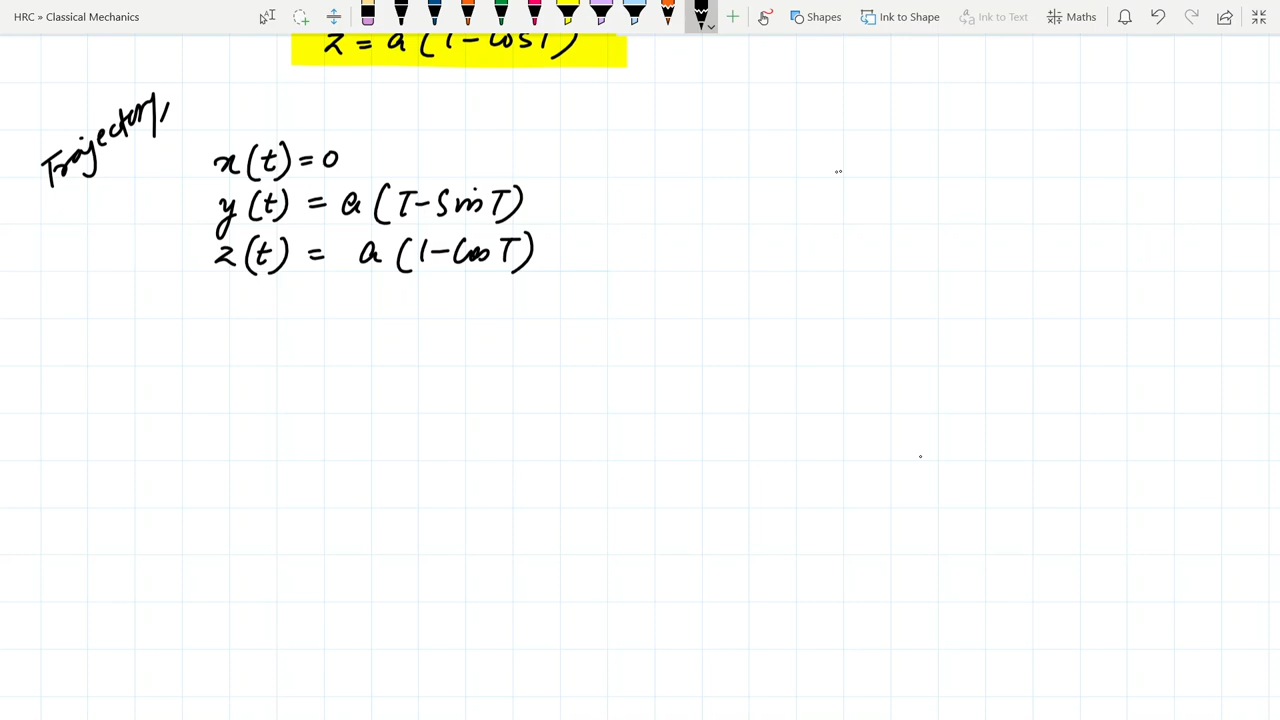 HRC » Classical Mechanics
Shapes
Ink to Shape
Ink to Text
Maths
z = a (1 - cos T)
Trajectory,
x(t) = 0
y(t) = a (T - Sin T)
z(t) = a (1 - Cos T)